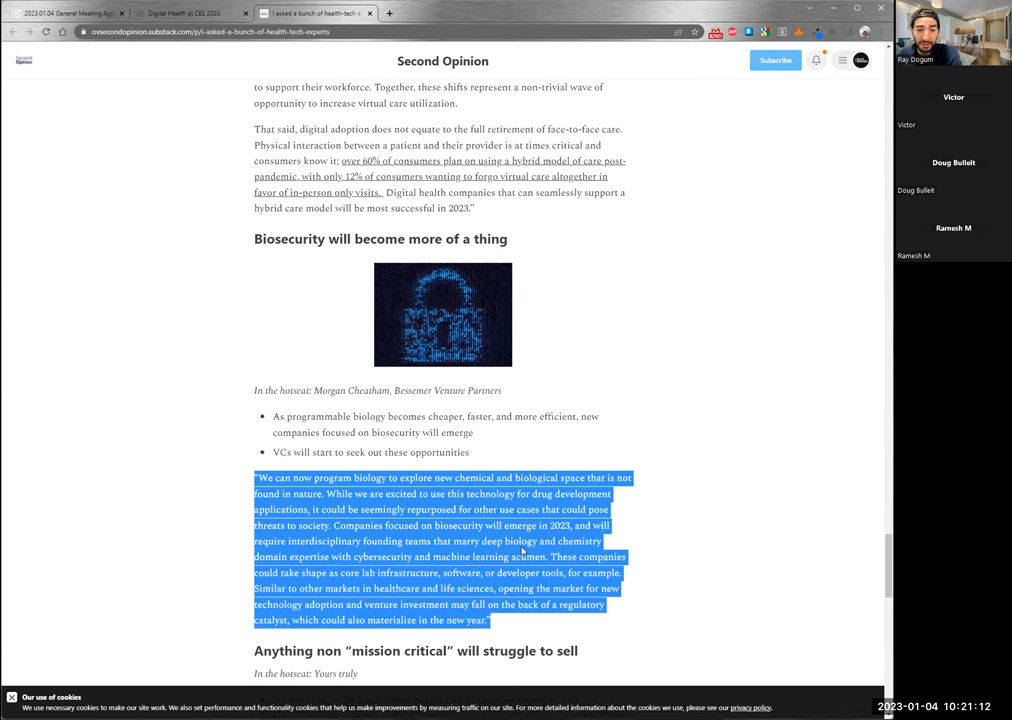 2023.01.04 General Meeting Age
Digital Health at CES 2023
I asked a bunch of health-tech e
ovsecondopinion.substack.com/p/i-asked-a-bunch-of-health-tech-experts
Second
Opinion
Second Opinion
Subscribe
to support their workforce. Together, these shifts represent a non-trivial wave of
opportunity to increase virtual care utilization.
That said, digital adoption does not equate to the full retirement of face-to-face care.
Physical interaction between a patient and their provider is at times critical and
consumers know it; over 60% of consumers plan on using a hybrid model of care post-
pandemic, with only 12% of consumers wanting to forgo virtual care altogether in
favor of in-person only visits. Digital health companies that can seamlessly support a
hybrid care model will be most successful in 2023.”
Biosecurity will become more of a thing
In the hotseat: Morgan Cheatham, Bessemer Venture Partners
• As programmable biology becomes cheaper, faster, and more efficient, new
companies focused on biosecurity will emerge
• VCs will start to seek out these opportunities
“We can now program biology to explore new chemical and biological space that is not
found in nature. While we are excited to use this technology for drug development
applications, it could be seemingly repurposed for other use cases that could pose
threats to society. Companies focused on biosecurity will emerge in 2023, and will
require interdisciplinary founding teams that marry deep biology and chemistry
domain expertise with cybersecurity and machine learning acumen. These companies
could take shape as core lab infrastructure, software, or developer tools, for example.
Similar to other markets in healthcare and life sciences, opening the market for new
technology adoption and venture investment may fall on the back of a regulatory
catalyst, which could also materialize in the new year.”
Anything non “mission critical” will struggle to sell
In the hotseat: Yours truly
Our use of cookies
We use necessary cookies to make our site work. We also set performance and functionality cookies that help us make improvements by measuring traffic on our site. For more detailed information about the cookies we use, please see our privacy policy.
Ray Dogum
Victor
Victor
Doug Bulleit
Doug Bulleit
Ramesh M
Ramesh M
2023-01-04 10:21:12